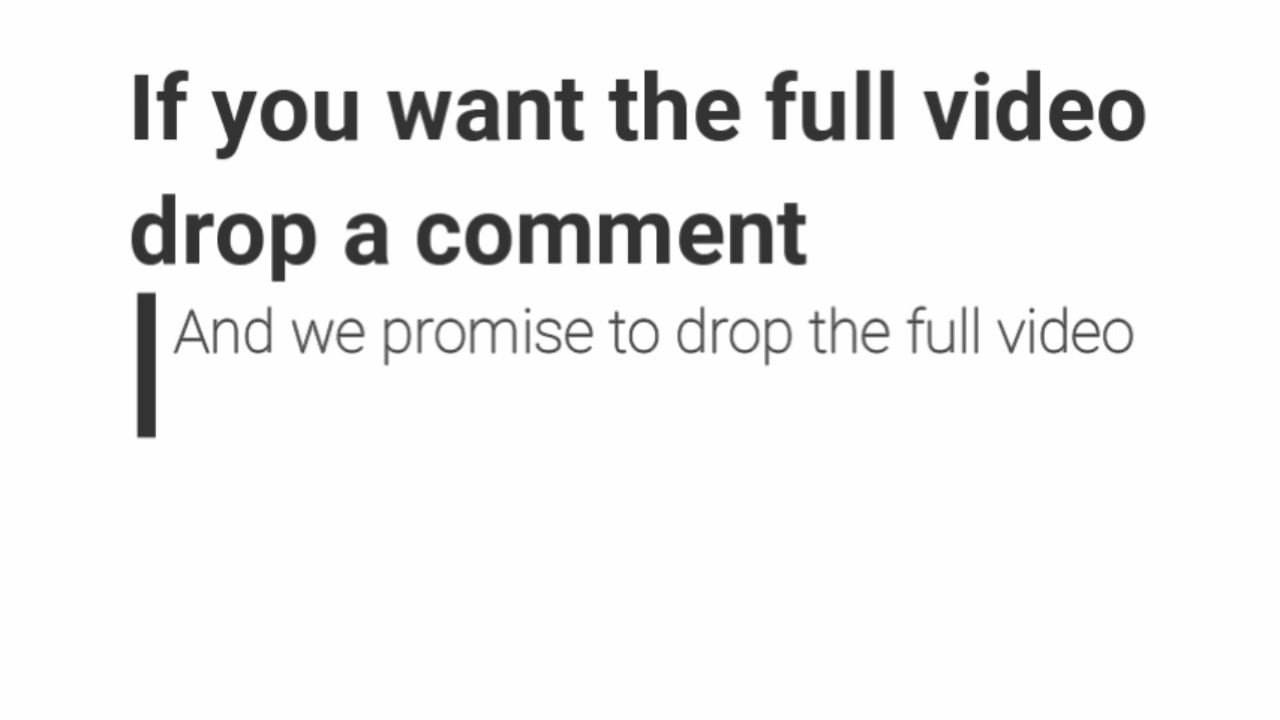 If you want the full video
drop a comment
And we promise to drop the full video